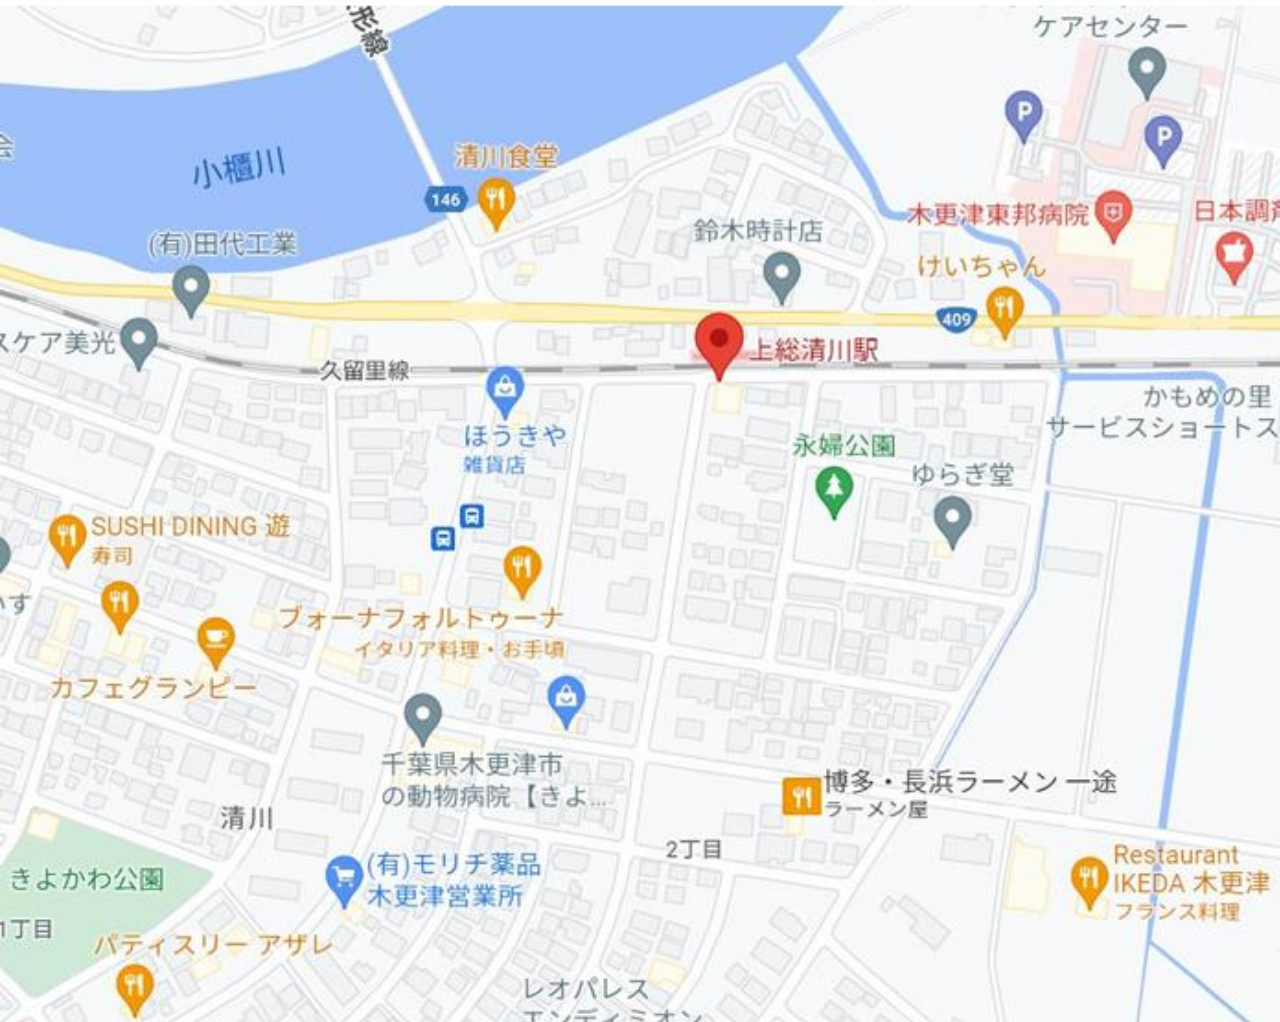 形線
ケアセンター
P
P
清川食堂
小櫃川
146
木更津東邦病院
日本調剤
鈴木時計店
(有)田代工業
けいちゃん
409
スケア美光
久留里線
上総清川駅
かもめの里
サービスショートス
ほうきや
雑貨店
永婦公園
ゆらぎ堂
SUSHI DINING 遊
寿司
ブォーナフォルトゥーナ
イタリア料理・お手頃
カフェグランピー
千葉県木更津市
の動物病院【きよ...
博多・長浜ラーメン 一途
ラーメン屋
清川
2丁目
(有)モリチ薬品
木更津営業所
Restaurant
IKEDA 木更津
フランス料理
きよかわ公園
1丁目
パティスリー アザレ
レオパレス
エンディミオン